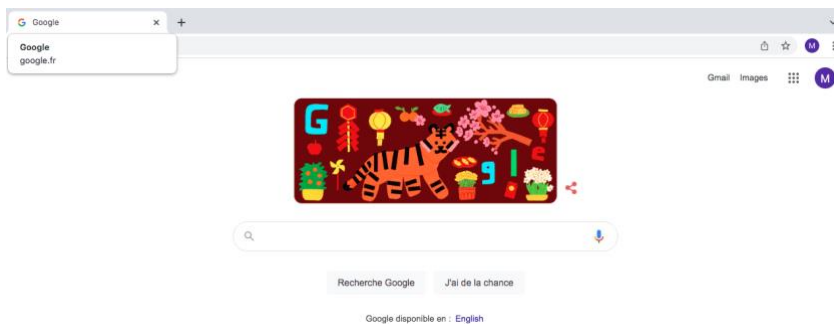 Google
Google
google.fr
M
Gmail Images
M
G g l e
Recherche Google J'ai de la chance
Google disponible en : English